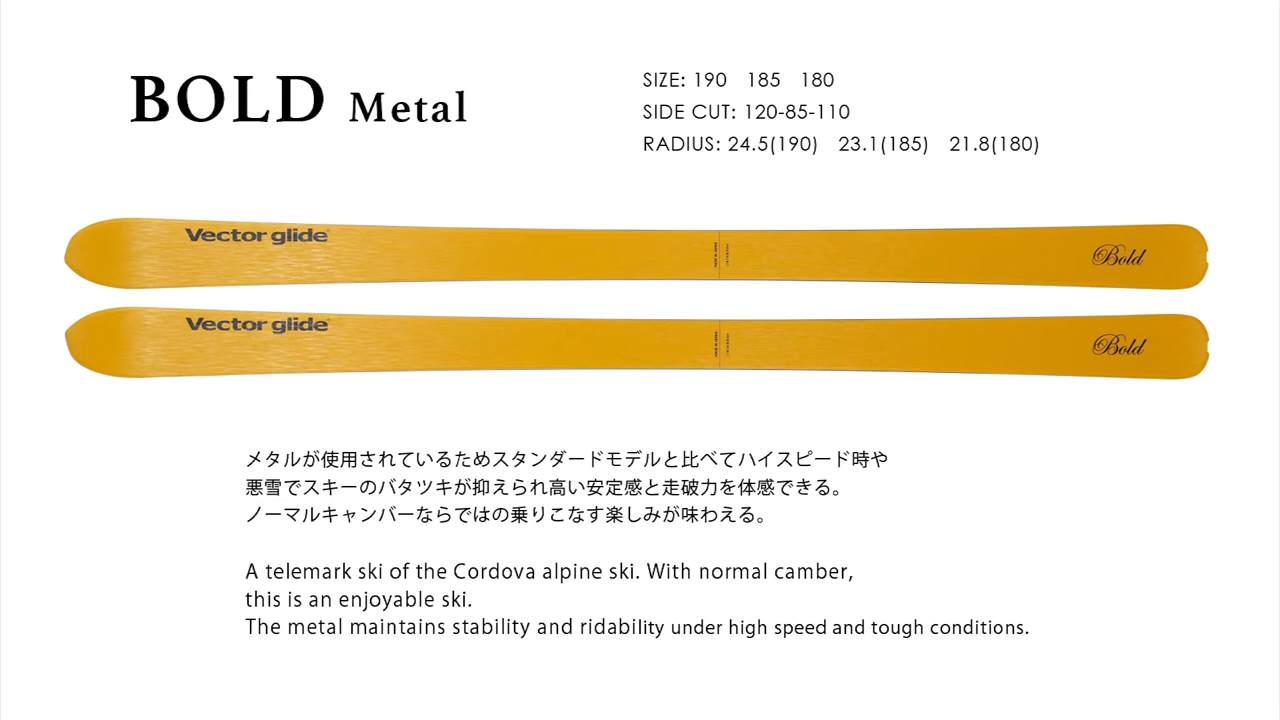 BOLD Metal
SIZE: 190 185 180
SIDE CUT: 120-85-110
RADIUS: 24.5(190) 23.1(185) 21.8(180)
Vector glide
MADE IN JAPAN
Bold
Vector glide
MADE IN JAPAN
Bold
メタルが使用されているためスタンダードモデルと比べてハイスピード時や
悪雪でスキーのバタツキが抑えられ高い安定感と走破力を体感できる。
ノーマルキャンバーならではの乗りこなす楽しみが味わえる。
A telemark ski of the Cordova alpine ski. With normal camber,
this is an enjoyable ski.
The metal maintains stability and ridability under high speed and tough conditions.